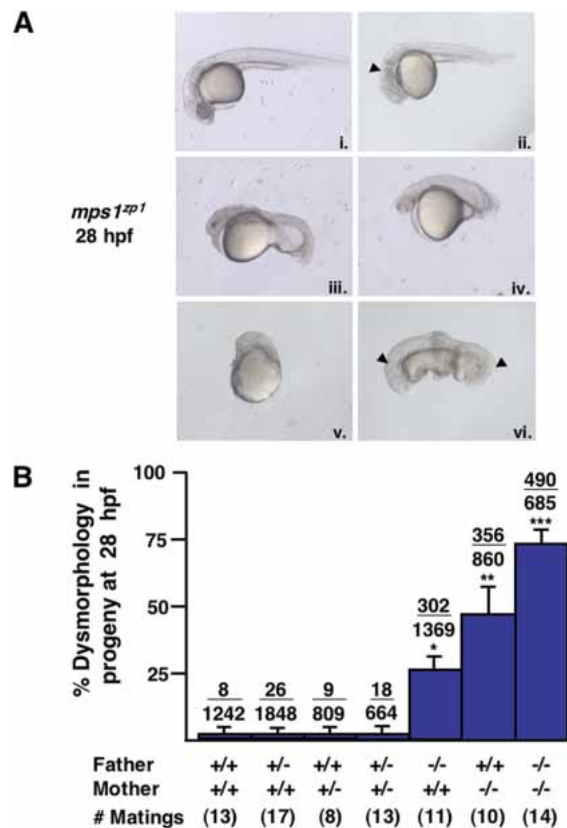 A
i.
ii.
mps1zp1
28 hpf
iii.
iv.
v.
vi.
B
% Dysmorphology in
progeny at 28 hpf
100
75
50
25
8
1242
26
1848
9
809
18
664
302
1369
*
356
860
**
490
685
***
Father +/+ +/- +/+ +/- -/- +/+ -/-
Mother +/+ +/+ +/- +/- +/+ -/- -/-
# Matings (13) (17) (8) (13) (11) (10) (14)